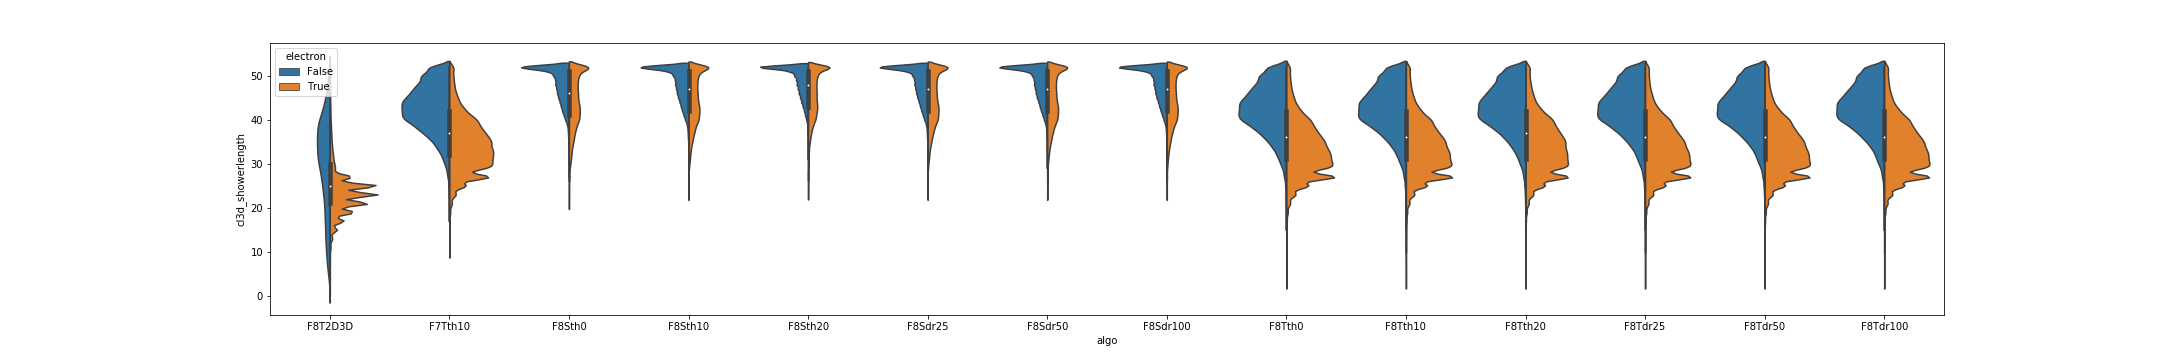 electron
False
True
cl3d_showerlength
50
40
30
20
10
0
F8T2D3D F7Tth10 F8Sth0 F8Sth10 F8Sth20 F8Sdr25 F8Sdr50 F8Sdr100 F8Tth0 F8Tth10 F8Tth20 F8Tdr25 F8Tdr50 F8Tdr100
algo